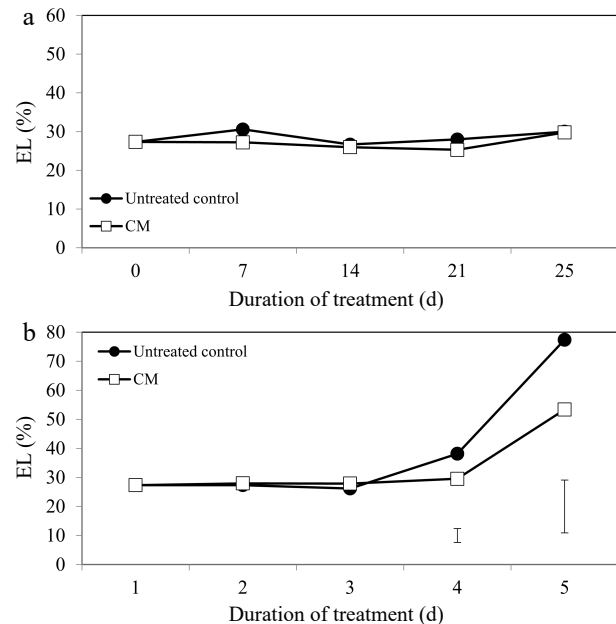 a
60
50
40
30
20
10
0
EL (%)
Untreated control
CM
0 7 14 21 25
Duration of treatment (d)
b
80
70
60
50
40
30
20
10
0
EL (%)
Untreated control
CM
1 2 3 4 5
Duration of treatment (d)